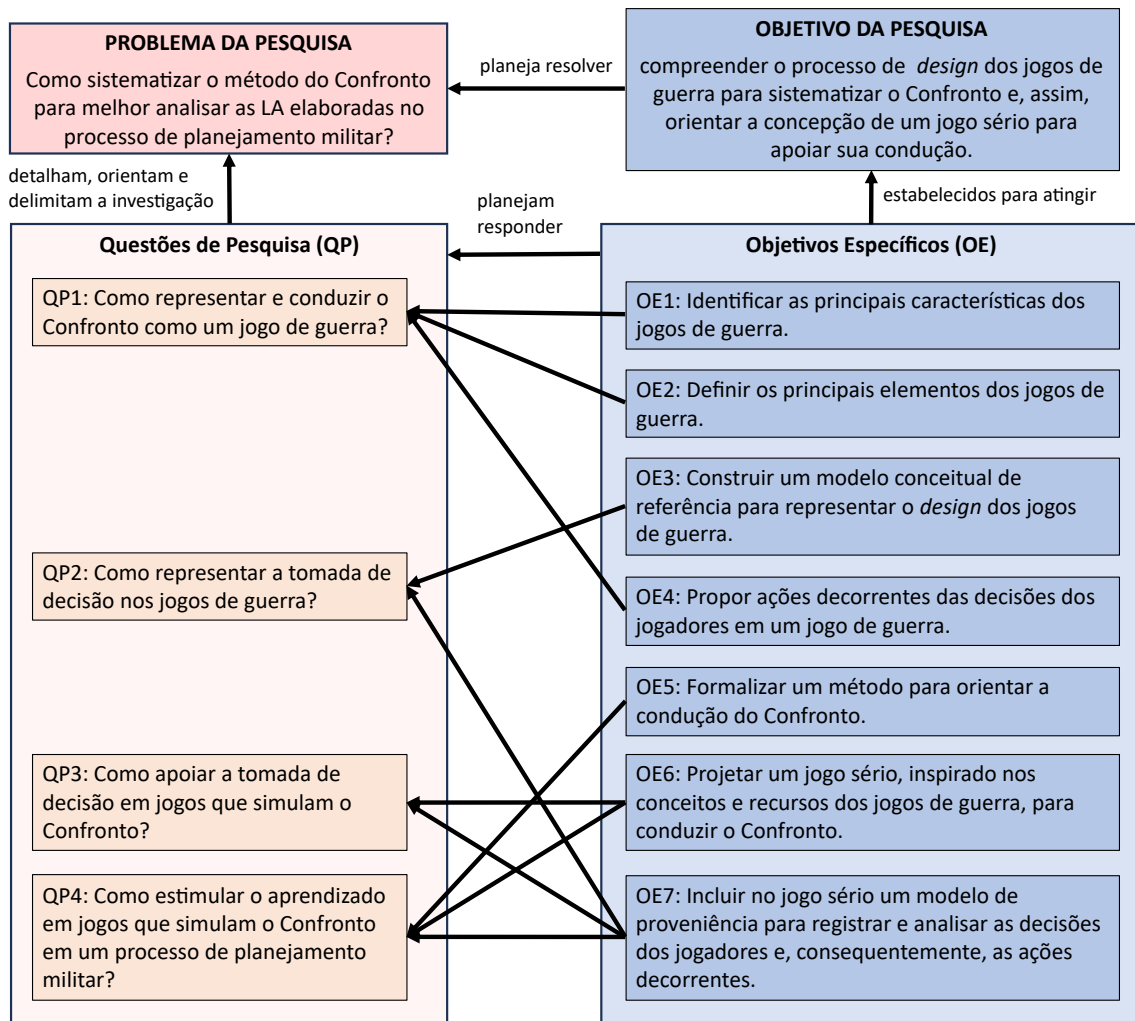 PROBLEMA DA PESQUISA
Como sistematizar o método do Confronto
para melhor analisar as LA elaboradas no
processo de planejamento militar?
planeja resolver
OBJETIVO DA PESQUISA
compreender o processo de design dos jogos de
guerra para sistematizar o Confronto e, assim,
orientar a concepção de um jogo sério para
apoiar sua condução.
detalham, orientam e
delimitam a investigação
planejam
responder
estabelecidos para atingir
Questões de Pesquisa (QP)
QP1: Como representar e conduzir o
Confronto como um jogo de guerra?
QP2: Como representar a tomada de
decisão nos jogos de guerra?
QP3: Como apoiar a tomada de
decisão em jogos que simulam o
Confronto?
QP4: Como estimular o aprendizado
em jogos que simulam o Confronto
em um processo de planejamento
militar?
Objetivos Específicos (OE)
OE1: Identificar as principais características dos
jogos de guerra.
OE2: Definir os principais elementos dos jogos de
guerra.
OE3: Construir um modelo conceitual de
referência para representar o design dos jogos
de guerra.
OE4: Propor ações decorrentes das decisões dos
jogadores em um jogo de guerra.
OE5: Formalizar um método para orientar a
condução do Confronto.
OE6: Projetar um jogo sério, inspirado nos
conceitos e recursos dos jogos de guerra, para
conduzir o Confronto.
OE7: Incluir no jogo sério um modelo de
proveniência para registrar e analisar as decisões
dos jogadores e, consequentemente, as ações
decorrentes.